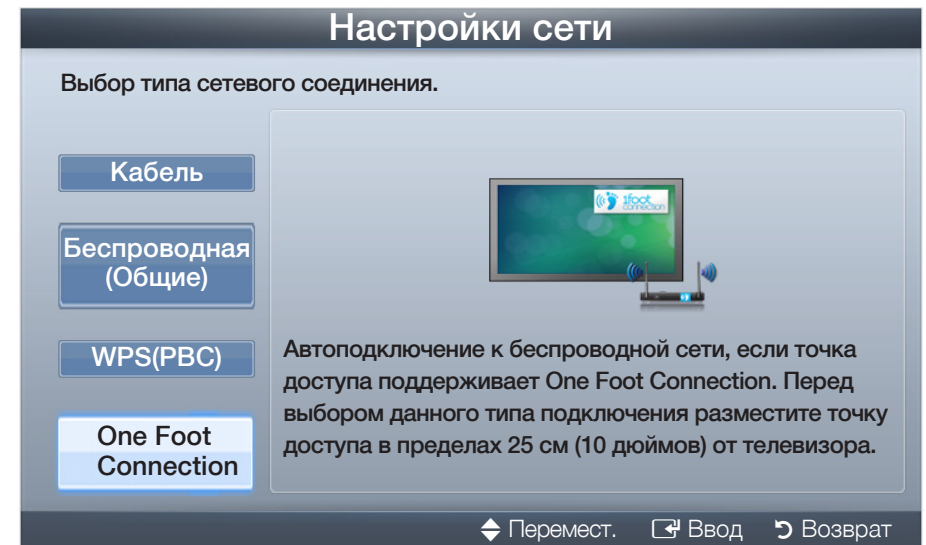 Настройки сети
Выбор типа сетевого соединения.
Кабель
Беспроводная
(Общие)
WPS(PBC)
One Foot
Connection
1foot
connection
Автоподключение к беспроводной сети, если точка
доступа поддерживает One Foot Connection. Перед
выбором данного типа подключения разместите точку
доступа в пределах 25 см (10 дюймов) от телевизора.
Перемест.
Ввод
Возврат